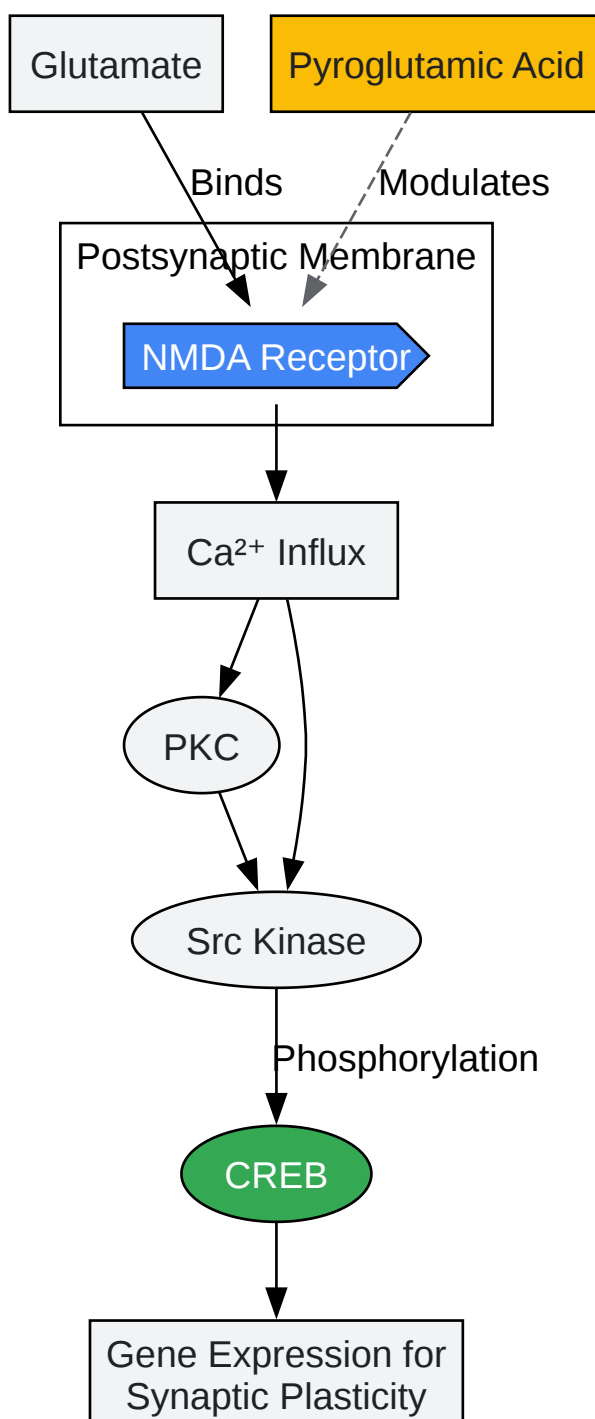 Glutamate
Pyroglutamic Acid
Binds
Modulates
Postsynaptic Membrane
NMDA Receptor
Ca²⁺ Influx
PKC
Src Kinase
Phosphorylation
CREB
Gene Expression for
Synaptic Plasticity